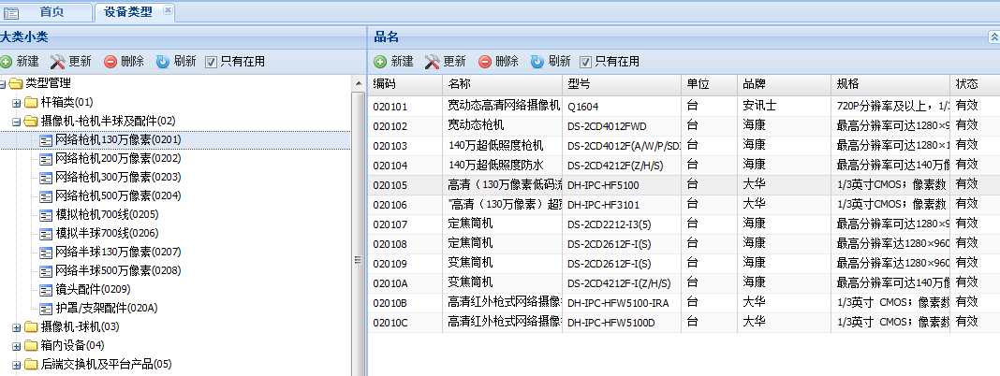 首页 设备类型
大类小类
新建 更新 删除 刷新 只有在用
类型管理
杆箱类(01)
摄像机-枪机半球及配件(02)
网络枪机130万像素(0201)
网络枪机200万像素(0202)
网络枪机300万像素(0203)
网络枪机500万像素(0204)
模拟枪机700线(0205)
模拟半球700线(0206)
网络半球130万像素(0207)
网络半球500万像素(0208)
镜头配件(0209)
护罩/支架配件(020A)
摄像机-球机(03)
箱内设备(04)
后端交换机及平台产品(05)
品名
新建 更新 删除 刷新 只有在用
编码 名称 型号 单位 品牌 规格 状态
020101 宽动态高清网络摄像机 Q1604 台 安讯士 720P分辨率及以上，1/3 有效
020102 宽动态枪机 DS-2CD4012FWD 台 海康 最高分辨率可达1280×9 有效
020103 140万超低照度枪机 DS-2CD4012F(A/W/P/SDI 台 海康 最高分辨率可达1280×1 有效
020104 140万超低照度防水 DS-2CD4212F(Z/H/S) 台 海康 最高分辨率可达140万像 有效
020105 高清（130万像素低码流 DH-IPC-HF5100 台 大华 1/3英寸CMOS；像素数 有效
020106 "高清（130万像素）超宽 DH-IPC-HF3101 台 大华 1/3英寸CMOS；像素数 有效
020107 定焦筒机 DS-2CD2212-I3(5) 台 海康 最高分辨率可达1280×9 有效
020108 定焦筒机 DS-2CD2612F-I(S) 台 海康 最高分辨率达1280×960 有效
020109 变焦筒机 DS-2CD2612F-I(S) 台 海康 最高分辨率达1280×960 有效
02010A 变焦筒机 DS-2CD4212F-I(Z/H/S) 台 海康 最高分辨率可达140万像 有效
02010B 高清红外枪式网络摄像 DH-IPC-HFW5100-IRA 台 大华 1/3英寸 CMOS；像素数 有效
02010C 高清红外枪式网络摄像 DH-IPC-HFW5100D 台 大华 1/3英寸 CMOS；像素数 有效